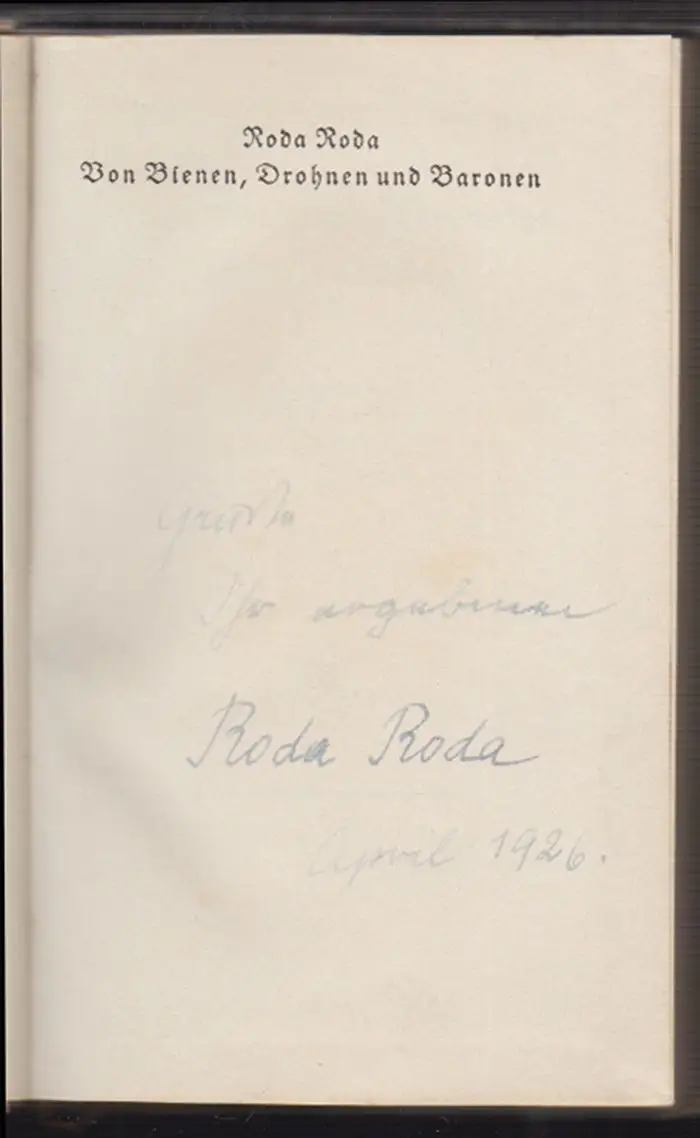 Roda Roda
Von Bienen, Drohnen und Baronen
Ihr ergebener
Roda Roda
April 1926.